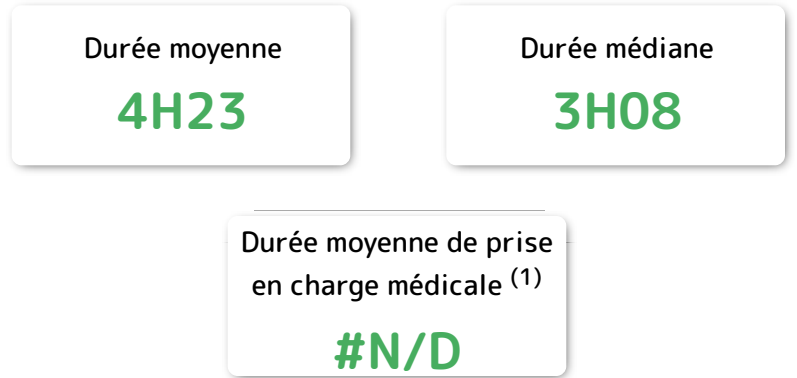 Durée moyenne
4H23
Durée médiane
3H08
Durée moyenne de prise
en charge médicale (1)
#N/D